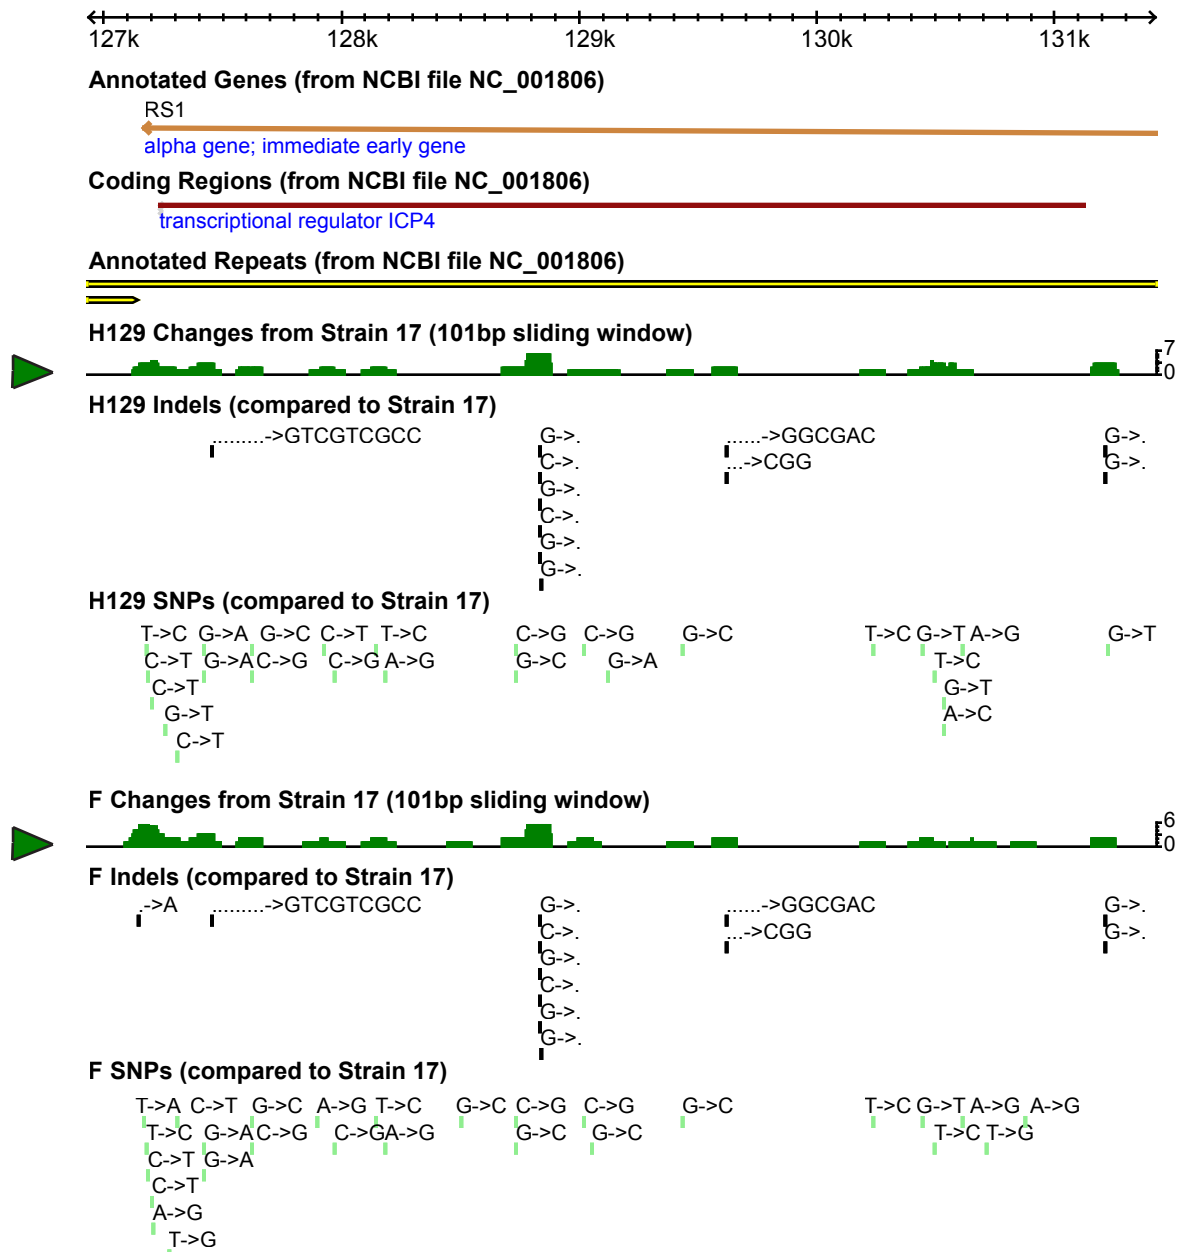 127k 128k 129k 130k 131k
Annotated Genes (from NCBI file NC_001806)
RS1
alpha gene; immediate early gene
Coding Regions (from NCBI file NC_001806)
transcriptional regulator ICP4
Annotated Repeats (from NCBI file NC_001806)
H129 Changes from Strain 17 (101bp sliding window)
7
0
H129 Indels (compared to Strain 17)
.........->GTCGTCGCC G->. ......->GGCGAC G->.
C->. ...->CGG G->.
G->.
C->.
G->.
G->.
H129 SNPs (compared to Strain 17)
T->C G->A G->C C->T T->C C->G C->G G->C T->C G->T A->G G->T
C->T G->A C->G C->G A->G G->C G->A T->C
C->T G->T
G->T A->C
C->T
F Changes from Strain 17 (101bp sliding window)
6
0
F Indels (compared to Strain 17)
.->A .........->GTCGTCGCC G->. ......->GGCGAC G->.
C->. ...->CGG G->.
G->.
C->.
G->.
G->.
F SNPs (compared to Strain 17)
T->A C->T G->C A->G T->C G->C C->G C->G G->C T->C G->T A->G A->G
T->C G->A C->G C->G A->G G->C G->C T->C T->G
C->T G->A
C->T
A->G
T->G